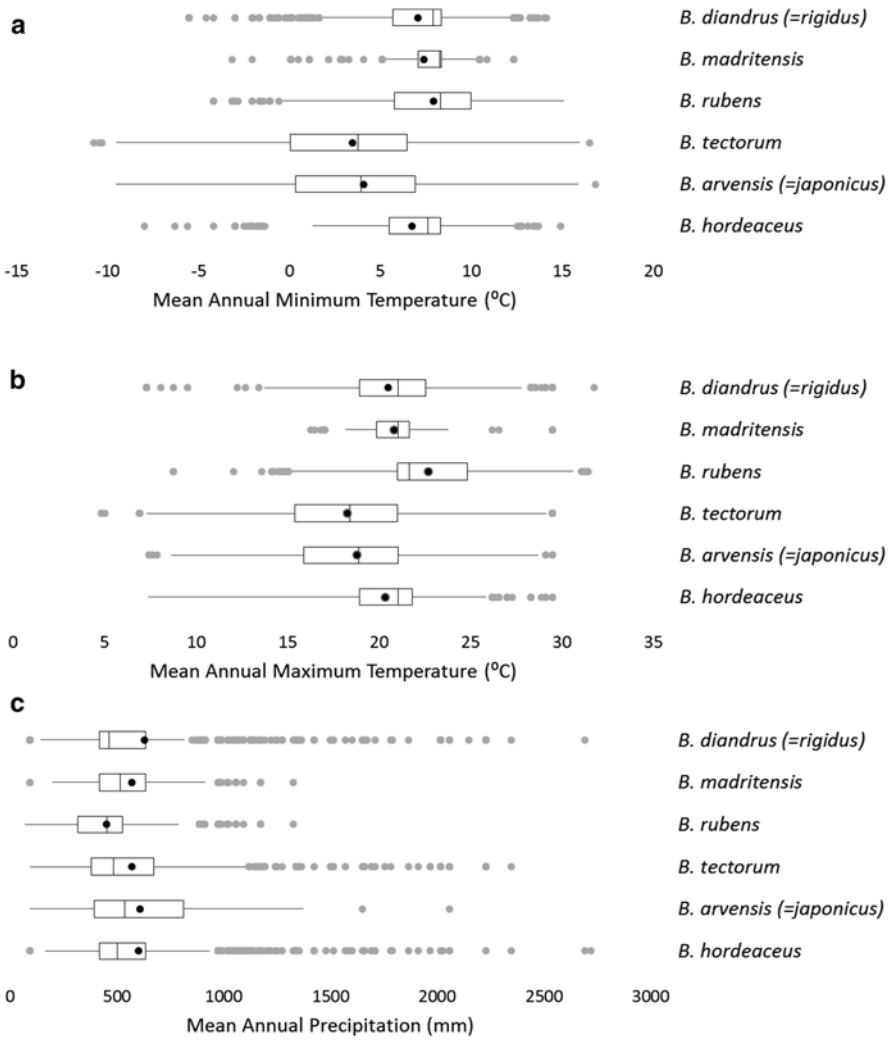 a
B. diandrus (=rigidus)
B. madritensis
B. rubens
B. tectorum
B. arvensis (=japonicus)
B. hordeaceus
-15 -10 -5 0 5 10 15 20
Mean Annual Minimum Temperature (⁰C)
b
B. diandrus (=rigidus)
B. madritensis
B. rubens
B. tectorum
B. arvensis (=japonicus)
B. hordeaceus
0 5 10 15 20 25 30 35
Mean Annual Maximum Temperature (⁰C)
c
B. diandrus (=rigidus)
B. madritensis
B. rubens
B. tectorum
B. arvensis (=japonicus)
B. hordeaceus
0 500 1000 1500 2000 2500 3000
Mean Annual Precipitation (mm)